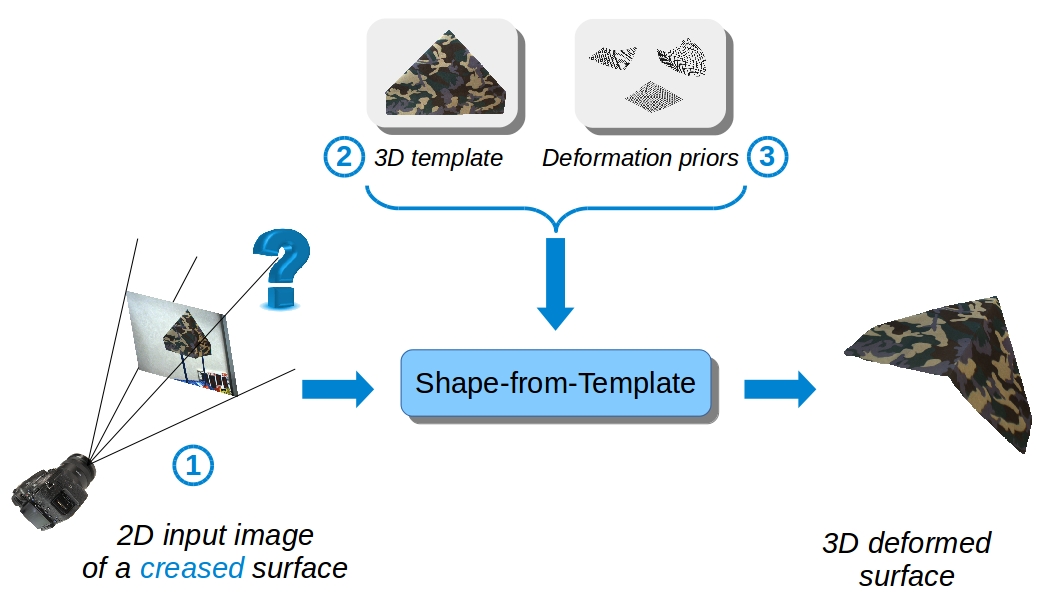 2 3D template
Deformation priors 3
?
Shape-from-Template
1
2D input image
of a creased surface
3D deformed
surface